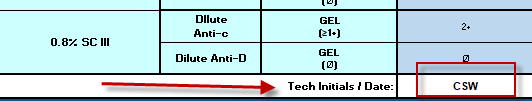 DIlute
Anti-c
GEL
(≥1+)
2+
0.8% SC III
Dilute Anti-D
GEL
(Ø)
Ø
Tech Initials / Date:
CSW